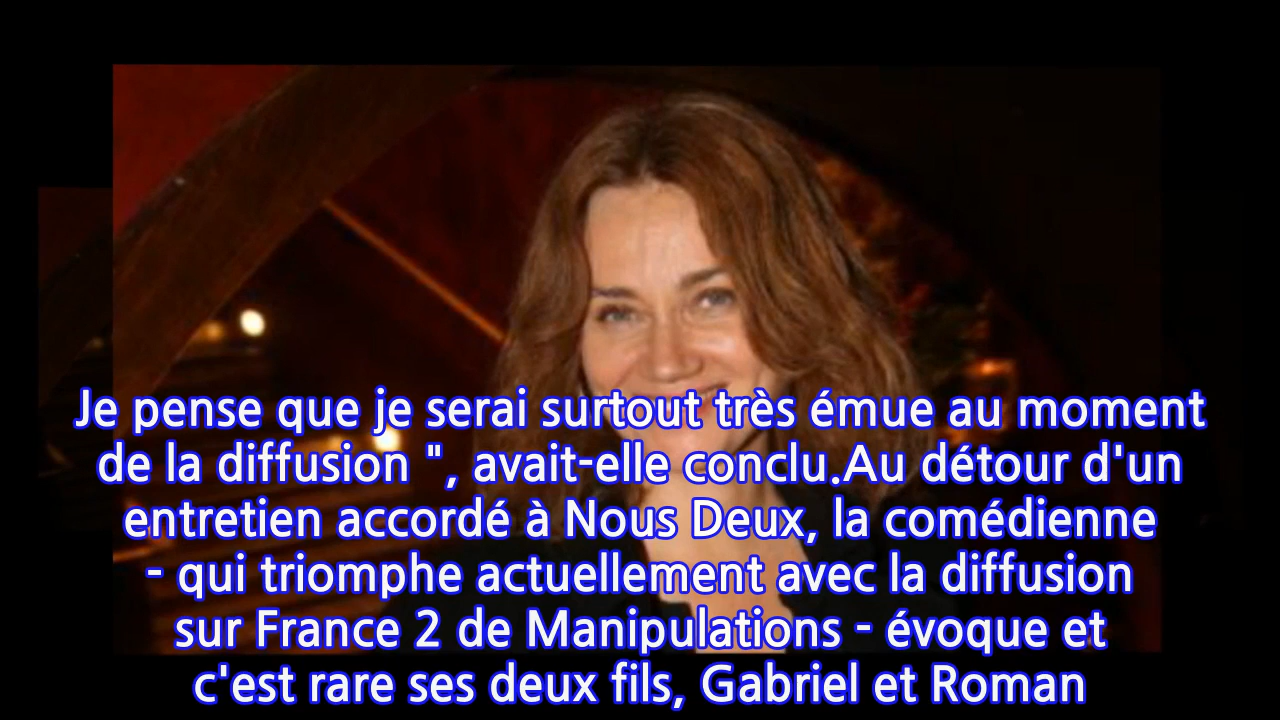 Je pense que je serai surtout très émue au moment
de la diffusion ", avait-elle conclu.Au détour d'un
entretien accordé à Nous Deux, la comédienne
- qui triomphe actuellement avec la diffusion
sur France 2 de Manipulations - évoque et
c'est rare ses deux fils, Gabriel et Roman